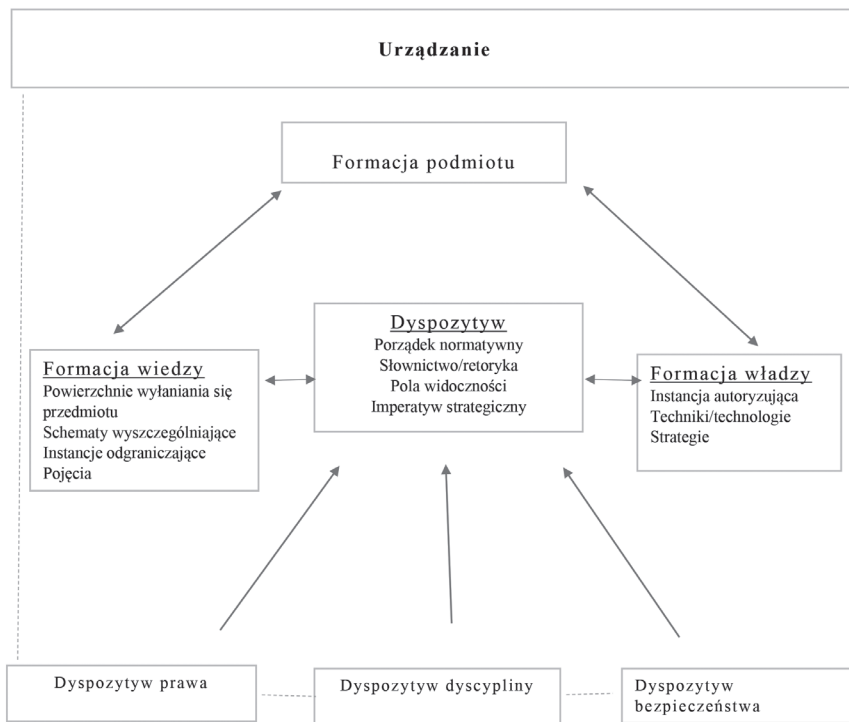 Urządzanie
Formacja podmiotu
Dyspozytyw
Porządek normatywny
Słownictwo/retoryka
Pola widoczności
Imperatyw strategiczny
Formacja wiedzy
Powierzchnie wyłaniania się
przedmiotu
Schematy wyszczególniające
Instancje odgraniczające
Pojęcia
Formacja władzy
Instancja autoryzująca
Techniki/technologie
Strategie
Dyspozytyw prawa
Dyspozytyw dyscypliny
Dyspozytyw
bezpieczeństwa